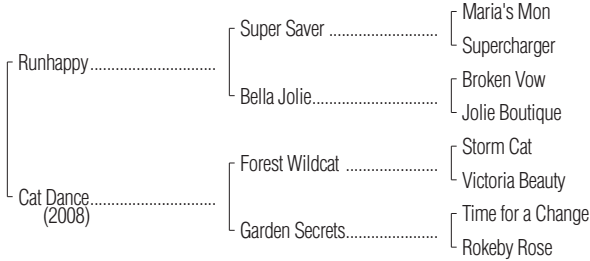 Maria's Mon
Super Saver ........................
Supercharger
Runhappy............................
Broken Vow
Bella Jolie............................
Jolie Boutique
Storm Cat
Forest Wildcat ....................
Victoria Beauty
Cat Dance............................
(2008)
Time for a Change
Garden Secrets....................
Rokeby Rose